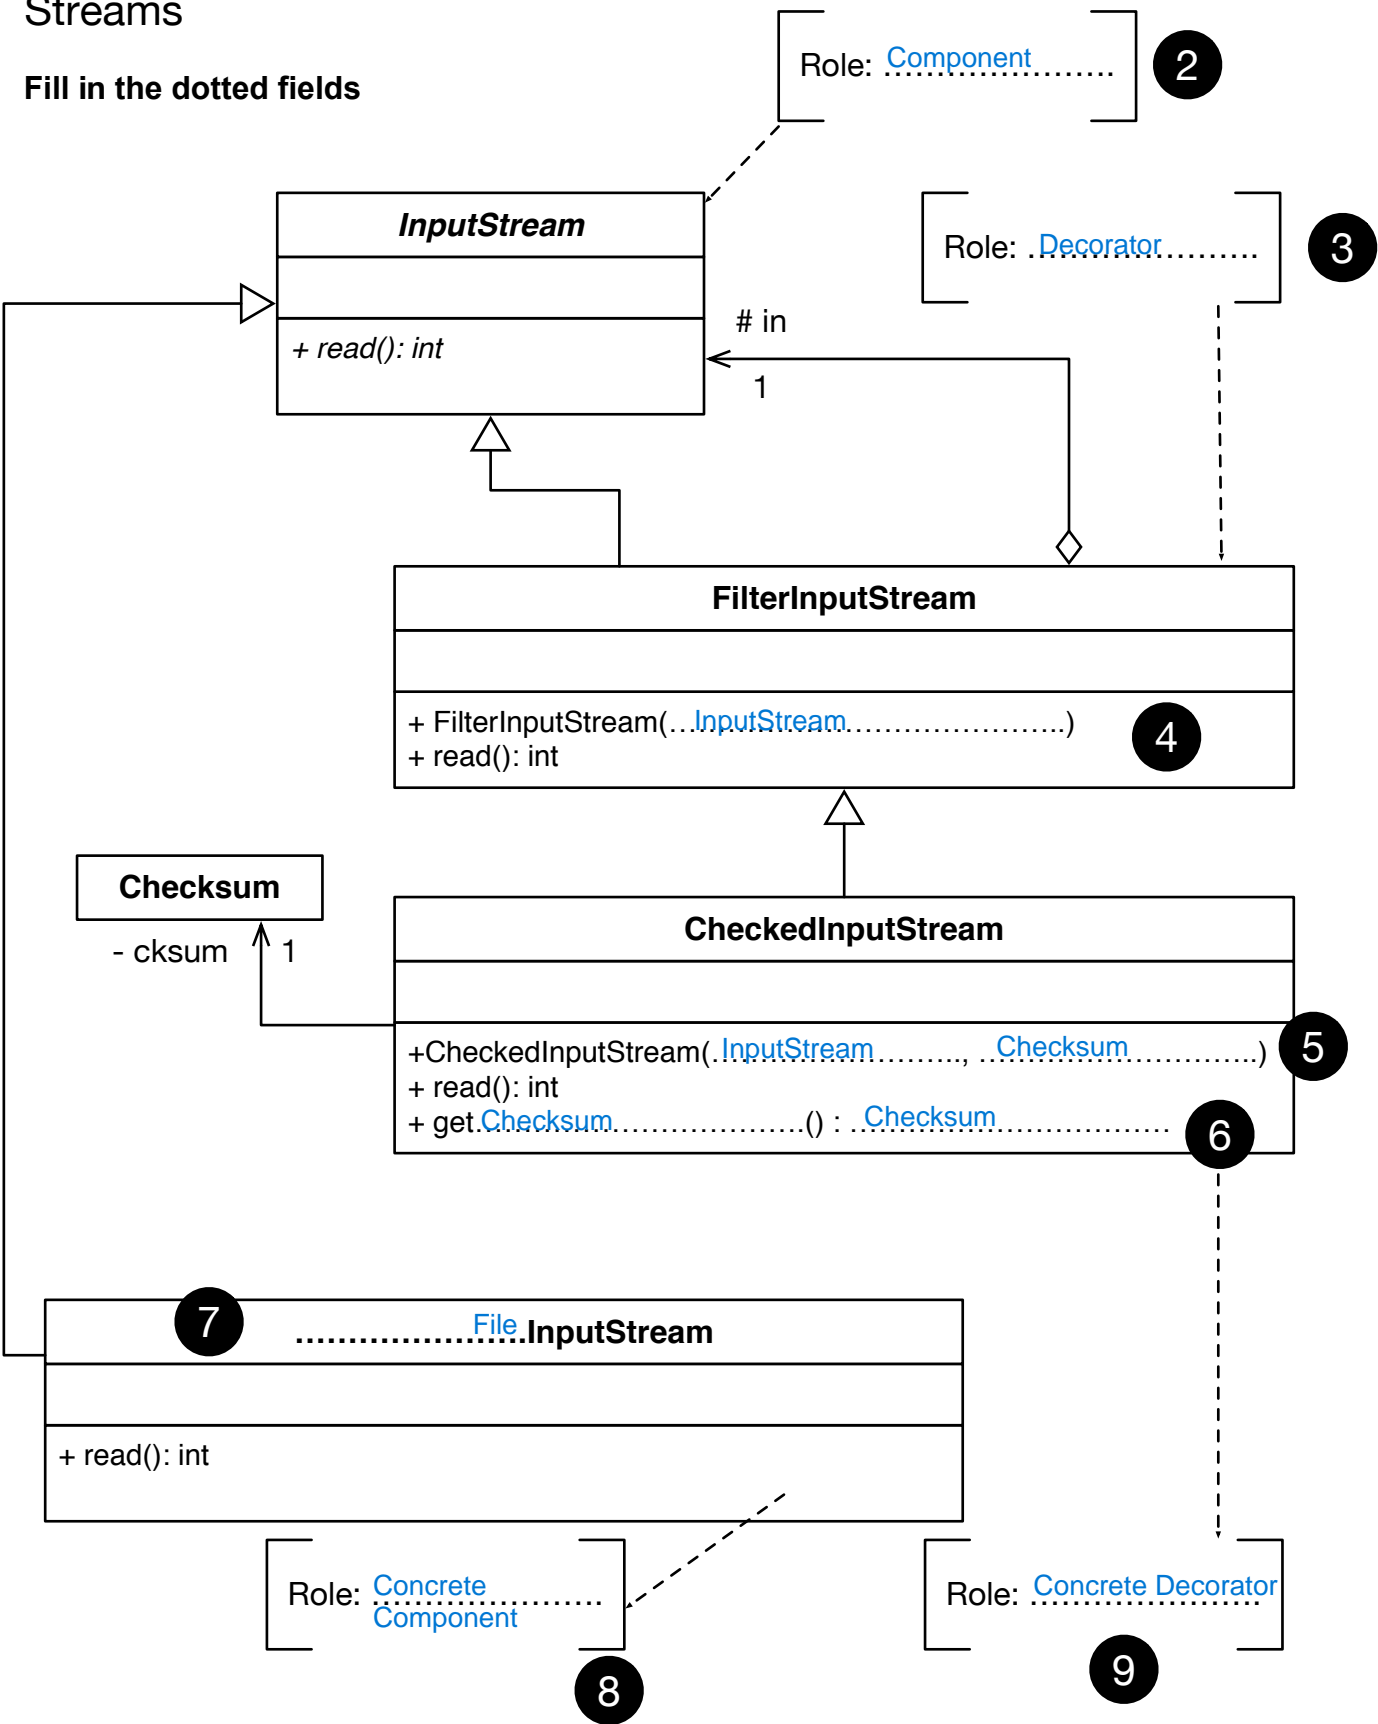 Streams
Fill in the dotted fields
Role: Component
2
InputStream
Role: Decorator
3
# in
+ read(): int
1
FilterInputStream
+ FilterInputStream(...InputStream...)
4
+ read(): int
Checksum
CheckedInputStream
- cksum
1
+CheckedInputStream(...InputStream..., ...Checksum...)
5
+ read(): int
+ get...Checksum...() : ...Checksum...
6
7
...File...InputStream
+ read(): int
Role: Concrete
Component
Role: Concrete Decorator
8
9